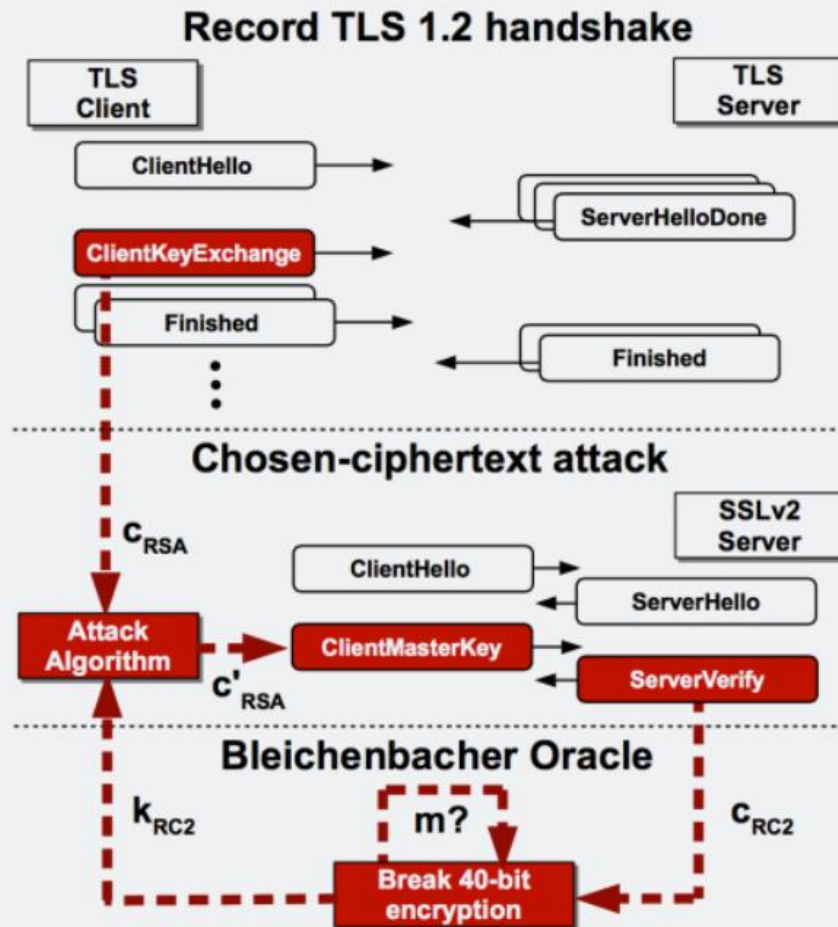 Record TLS 1.2 handshake
TLS
Client
TLS
Server
ClientHello
ServerHelloDone
ClientKeyExchange
Finished
Finished
Chosen-ciphertext attack
SSLv2
Server
cRSA
ClientHello
ServerHello
Attack
Algorithm
ClientMasterKey
c'RSA
ServerVerify
Bleichenbacher Oracle
kRC2
m?
cRC2
Break 40-bit
encryption